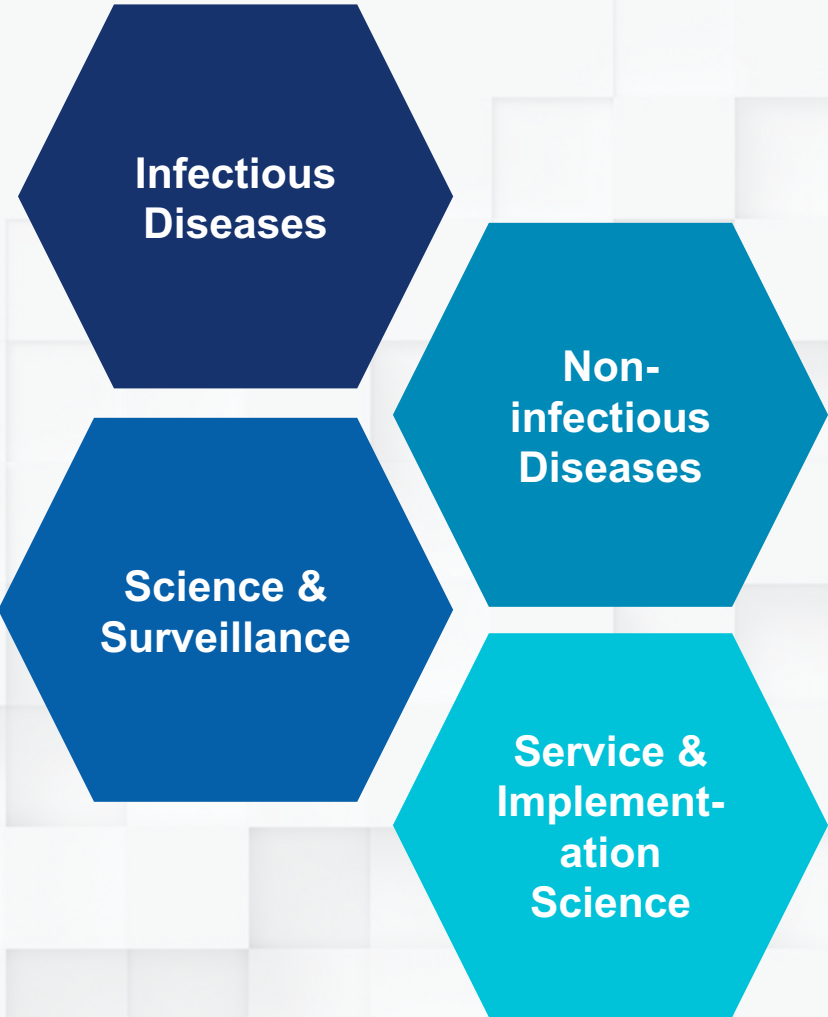 Infectious
Diseases
Non-
infectious
Diseases
Science &
Surveillance
Service &
Implement-
ation
Science